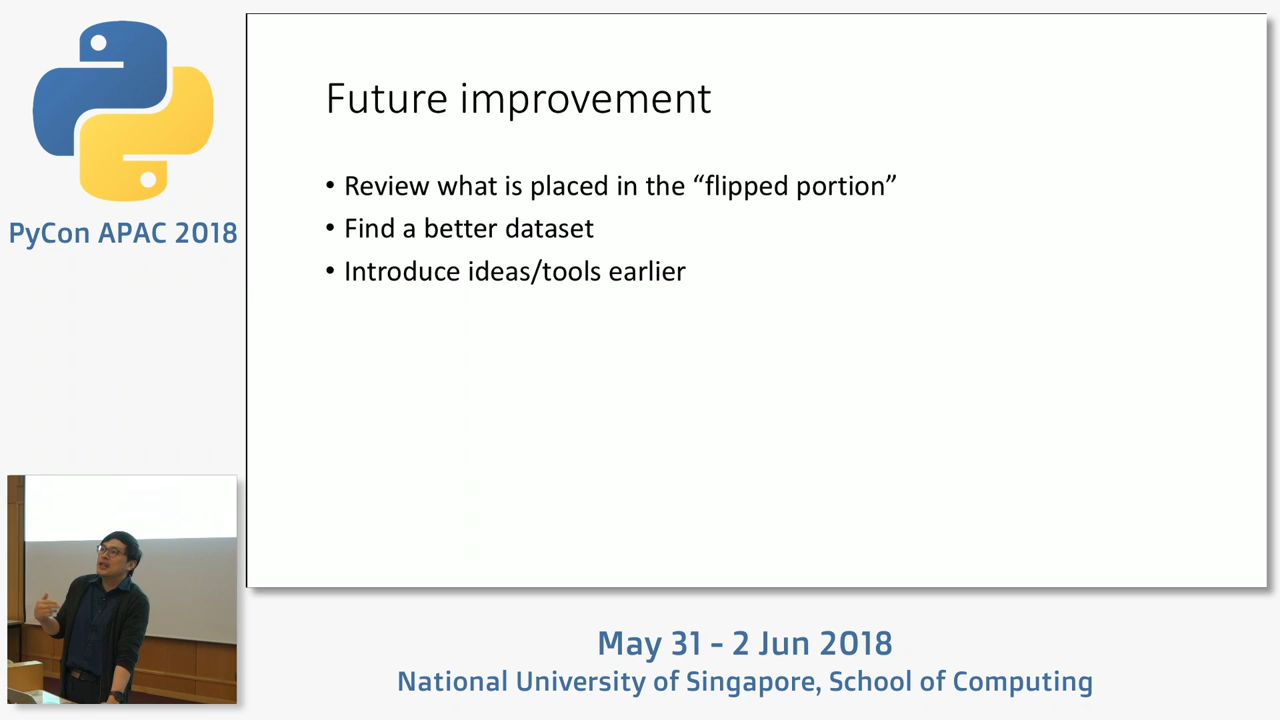 PyCon APAC 2018
Future improvement
• Review what is placed in the “flipped portion”
• Find a better dataset
• Introduce ideas/tools earlier
May 31 - 2 Jun 2018
National University of Singapore, School of Computing